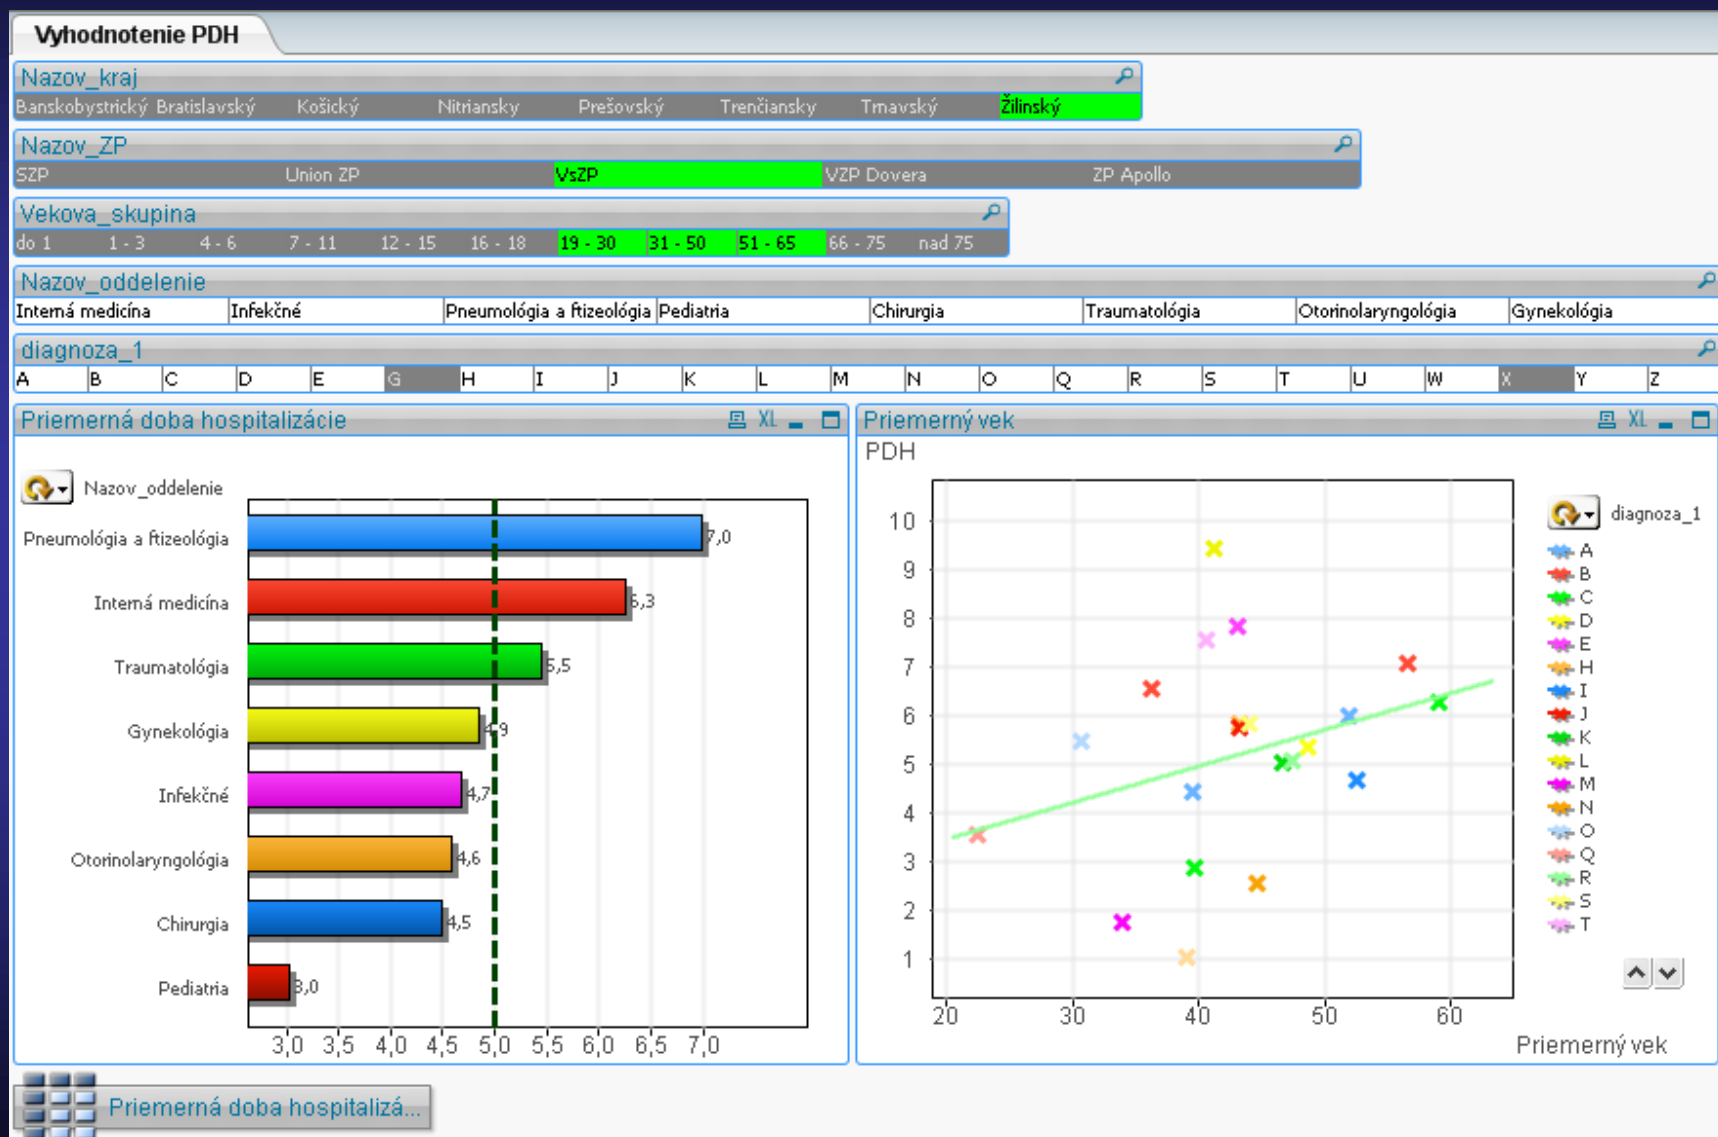 Vyhodnotenie PDH
Nazov_kraj
Banskobystrický Bratislavský Košický Nitriansky Prešovský Trenčiansky Trnavský Žilinský
Nazov_ZP
SZP Union ZP VsZP VZP Dovera ZP Apollo
Vekova_skupina
do 1 1 - 3 4 - 6 7 - 11 12 - 15 16 - 18 19 - 30 31 - 50 51 - 65 66 - 75 nad 75
Nazov_oddelenie
Interná medicína Infekčné Pneumológia a ftizeológia Pediatria Chirurgia Traumatológia Otorinolaryngológia Gynekológia
diagnoza_1
A B C D E G H I J K L M N O Q R S T U W X Y Z
Priemerná doba hospitalizácie XL
Nazov_oddelenie
Pneumológia a ftizeológia 7,0
Interná medicína 6,3
Traumatológia 5,5
Gynekológia 4,9
Infekčné 4,7
Otorinolaryngológia 4,6
Chirurgia 4,5
Pediatria 3,0
3,0 3,5 4,0 4,5 5,0 5,5 6,0 6,5 7,0
Priemerný vek XL
PDH
10
9
8
7
6
5
4
3
2
1
20 30 40 50 60
Priemerný vek
diagnoza_1
A
B
C
D
E
H
I
J
K
L
M
N
O
Q
R
S
T
Priemerná doba hospitalizá...